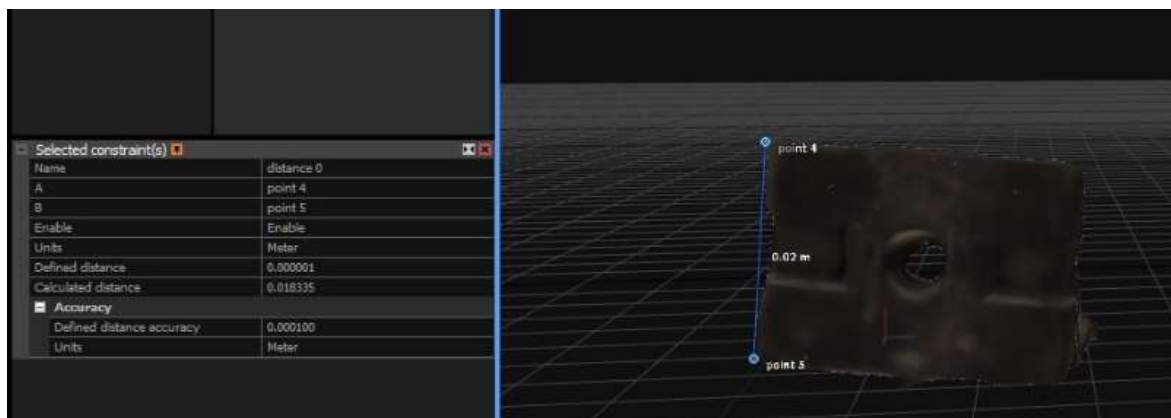 Selected constraint(s)
Name distance 0
A point 4
B point 5
Enable Enable
Units Meter
Defined distance 0.000001
Calculated distance 0.018335
Accuracy
Defined distance accuracy 0.000100
Units Meter
point 4
0.02 m
point 5